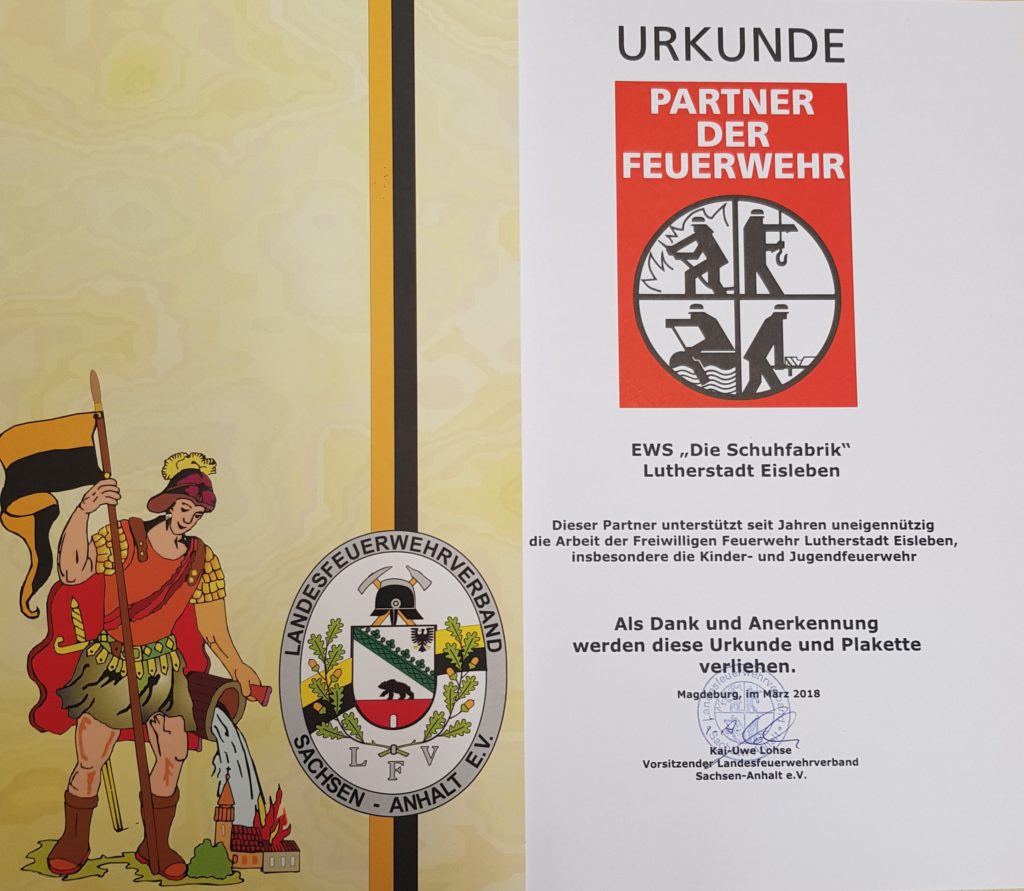 URKUNDE
PARTNER
DER
FEUERWEHR
EWS „Die Schuhfabrik“
Lutherstadt Eisleben
Dieser Partner unterstützt seit Jahren uneigennützig
die Arbeit der Freiwilligen Feuerwehr Lutherstadt Eisleben,
insbesondere die Kinder- und Jugendfeuerwehr
Als Dank und Anerkennung
werden diese Urkunde und Plakette
verliehen.
Magdeburg, im März 2018
Kai-Uwe Lohse
Vorsitzender Landesfeuerwehrverband
Sachsen-Anhalt e.V.
LANDESFEUERWEHRVERBAND
SACHSEN - ANHALT E.V.
LFV
Landesfeuerwehrverband